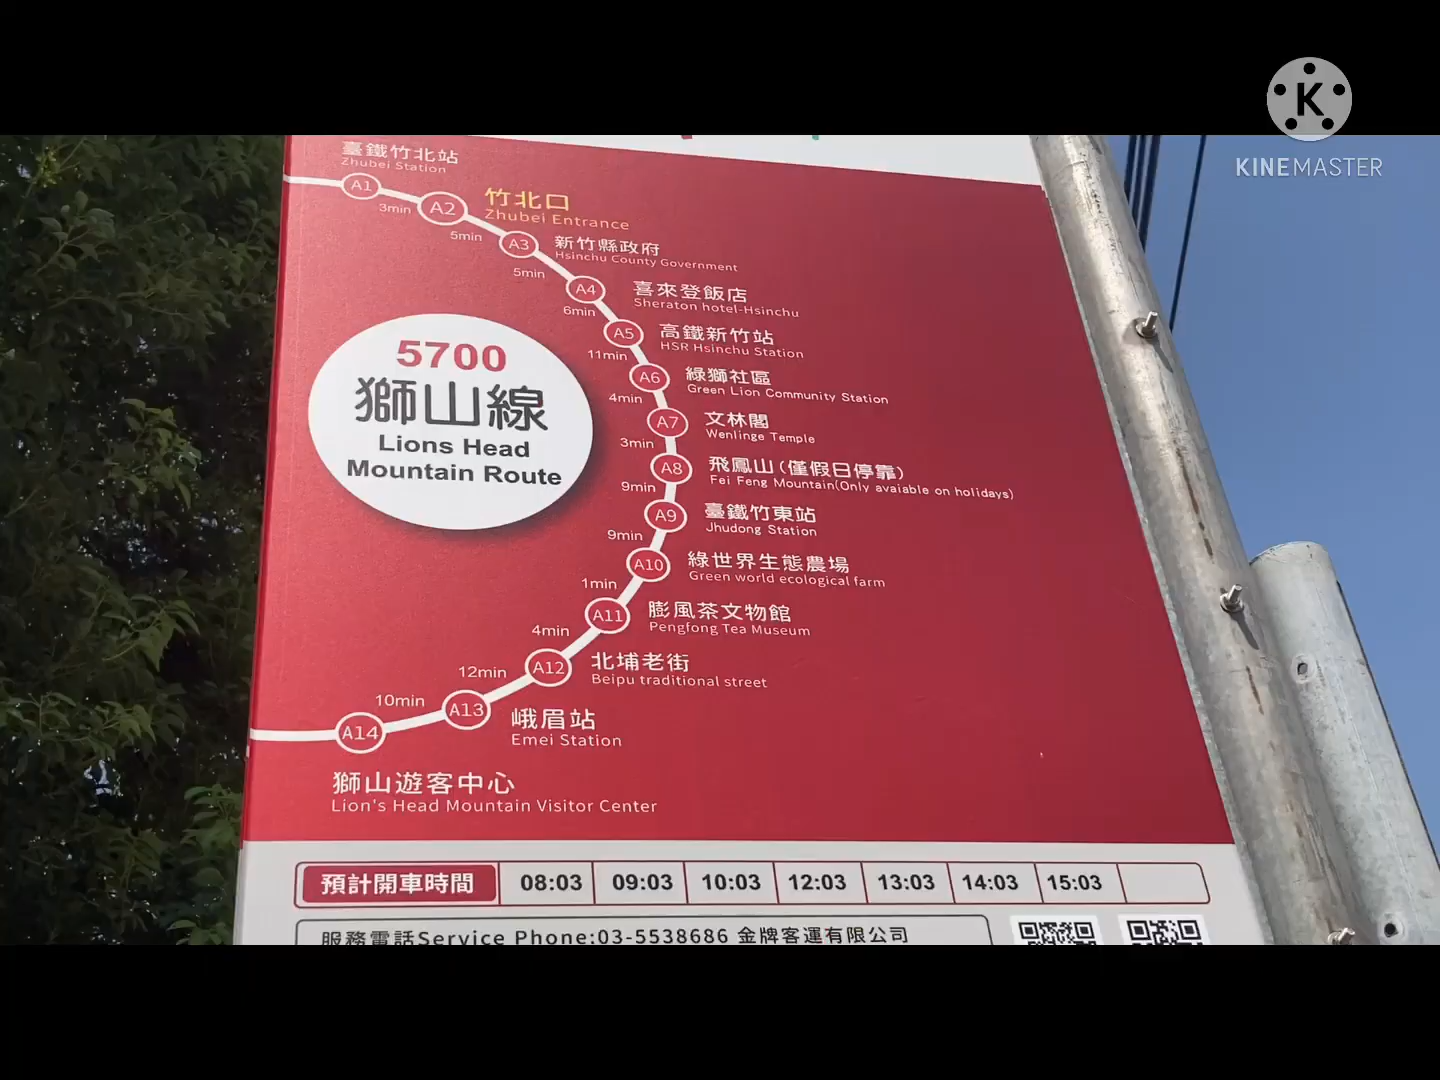 K
KINEMASTER
臺鐵竹北站
Zhubei Station
A1
3min
A2
竹北口
Zhubei Entrance
5min
A3
新竹縣政府
Hsinchu County Government
5min
A4
喜來登飯店
Sheraton hotel-Hsinchu
6min
A5
高鐵新竹站
HSR Hsinchu Station
11min
A6
綠獅社區
Green Lion Community Station
4min
A7
文林閣
Wenlinge Temple
3min
A8
飛鳳山(僅假日停靠)
Fei Feng Mountain(Only avaiable on holidays)
9min
A9
臺鐵竹東站
Jhudong Station
9min
A10
綠世界生態農場
Green world ecological farm
1min
A11
膨風茶文物館
Pengfong Tea Museum
4min
A12
北埔老街
Beipu traditional street
12min
A13
峨眉站
Emei Station
10min
A14
獅山遊客中心
Lion's Head Mountain Visitor Center
5700
獅山線
Lions Head
Mountain Route
預計開車時間 08:03 09:03 10:03 12:03 13:03 14:03 15:03
服務電話Service Phone:03-5538686 金牌客運有限公司